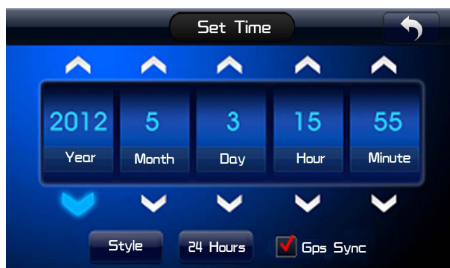 Set Time
2012 5 3 15 55
Year Month Day Hour Minute
Style 24 Hours Gps Sync